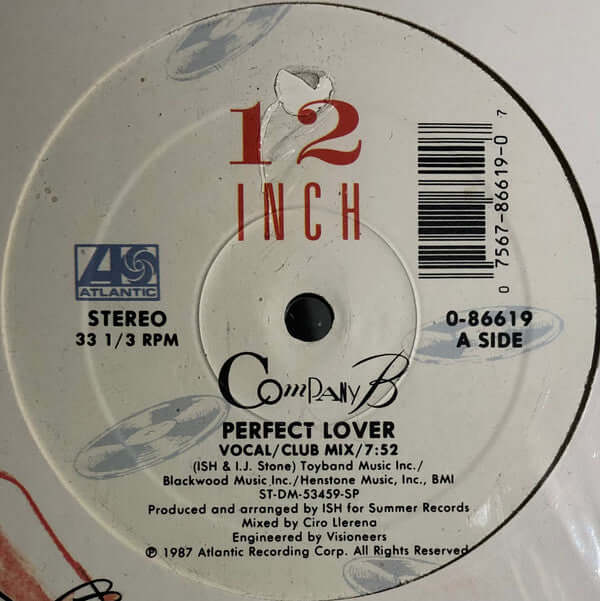 12
INCH
0 7567-86619-0 7
ATLANTIC
STEREO
33 1/3 RPM
0-86619
A SIDE
Company B
PERFECT LOVER
VOCAL/CLUB MIX/7:52
(ISH & I.J. Stone) Toyband Music Inc./
Blackwood Music Inc./Henstone Music, Inc., BMI
ST-DM-53459-SP
Produced and arranged by ISH for Summer Records
Mixed by Ciro Llerena
Engineered by Visioneers
℗ 1987 Atlantic Recording Corp. All Rights Reserved